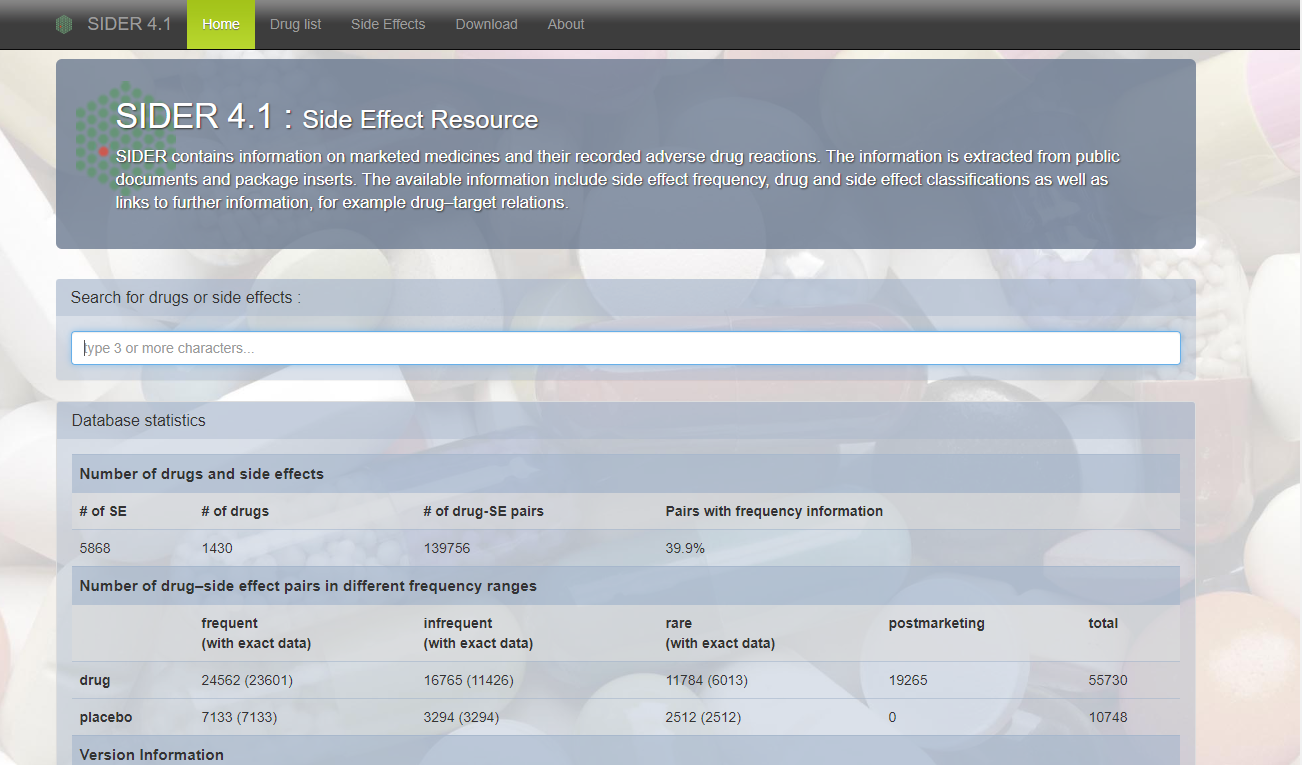 SIDER 4.1 Home Drug list Side Effects Download About
SIDER 4.1 : Side Effect Resource
SIDER contains information on marketed medicines and their recorded adverse drug reactions. The information is extracted from public
documents and package inserts. The available information include side effect frequency, drug and side effect classifications as well as
links to further information, for example drug–target relations.
Search for drugs or side effects :
type 3 or more characters...
Database statistics
Number of drugs and side effects
# of SE # of drugs # of drug-SE pairs Pairs with frequency information
5868 1430 139756 39.9%
Number of drug–side effect pairs in different frequency ranges
frequent infrequent rare postmarketing total
(with exact data) (with exact data) (with exact data)
drug 24562 (23601) 16765 (11426) 11784 (6013) 19265 55730
placebo 7133 (7133) 3294 (3294) 2512 (2512) 0 10748
Version Information